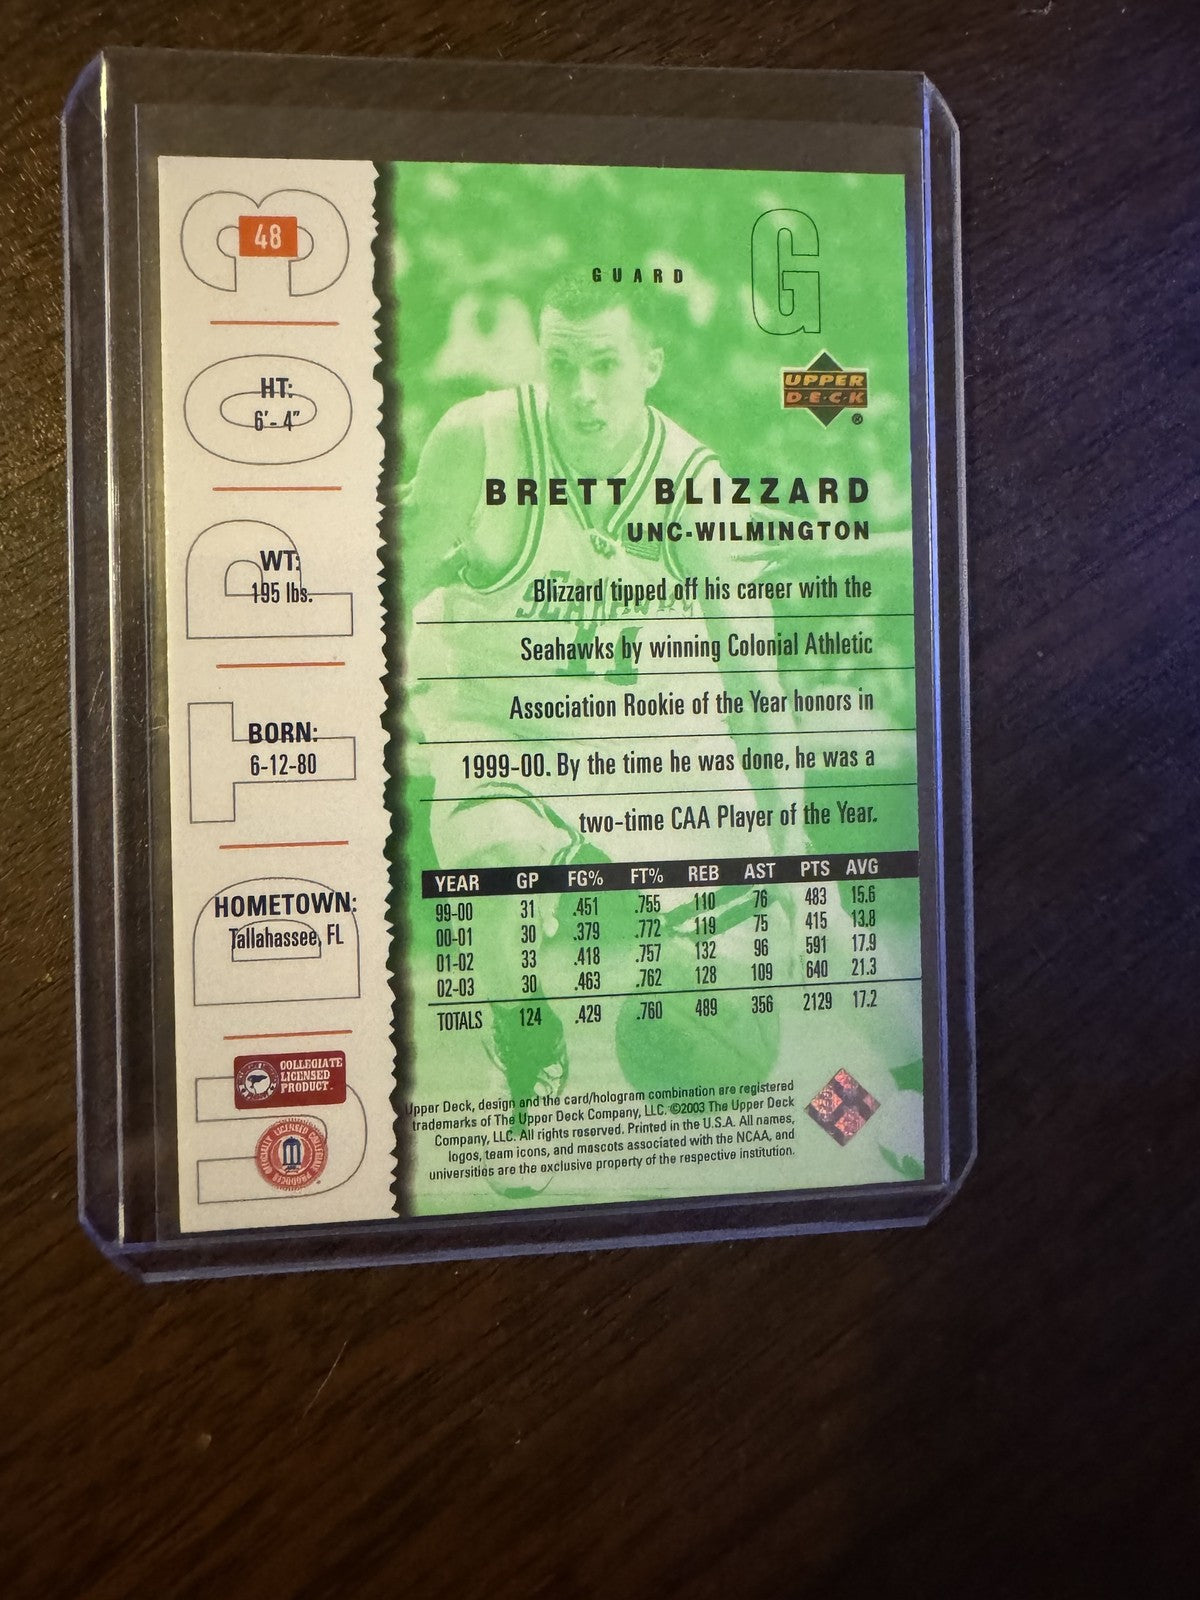 48
HT:
6'- 4"
WT:
195 lbs.
BORN:
6-12-80
HOMETOWN:
Tallahassee, FL
COLLEGIATE
LICENSED
PRODUCT
UD TRO3
GUARD
G
UPPER
D·E·C·K
®
BRETT BLIZZARD
UNC-WILMINGTON
Blizzard tipped off his career with the
Seahawks by winning Colonial Athletic
Association Rookie of the Year honors in
1999-00. By the time he was done, he was a
two-time CAA Player of the Year.
YEAR GP FG% FT% REB AST PTS AVG
99-00 31 .451 .755 110 76 483 15.6
00-01 30 .379 .772 119 75 415 13.8
01-02 33 .418 .757 132 96 591 17.9
02-03 30 .463 .762 128 109 640 21.3
TOTALS 124 .429 .760 489 356 2129 17.2
Upper Deck, design and the card/hologram combination are registered
trademarks of The Upper Deck Company, LLC. ©2003 The Upper Deck
Company, LLC. All rights reserved. Printed in the U.S.A. All names,
logos, team icons, and mascots associated with the NCAA, and
universities are the exclusive property of the respective institution.